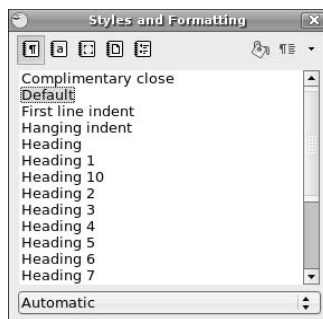 Styles and Formatting
Complimentary close
Default
First line indent
Hanging indent
Heading
Heading 1
Heading 10
Heading 2
Heading 3
Heading 4
Heading 5
Heading 6
Heading 7
Automatic